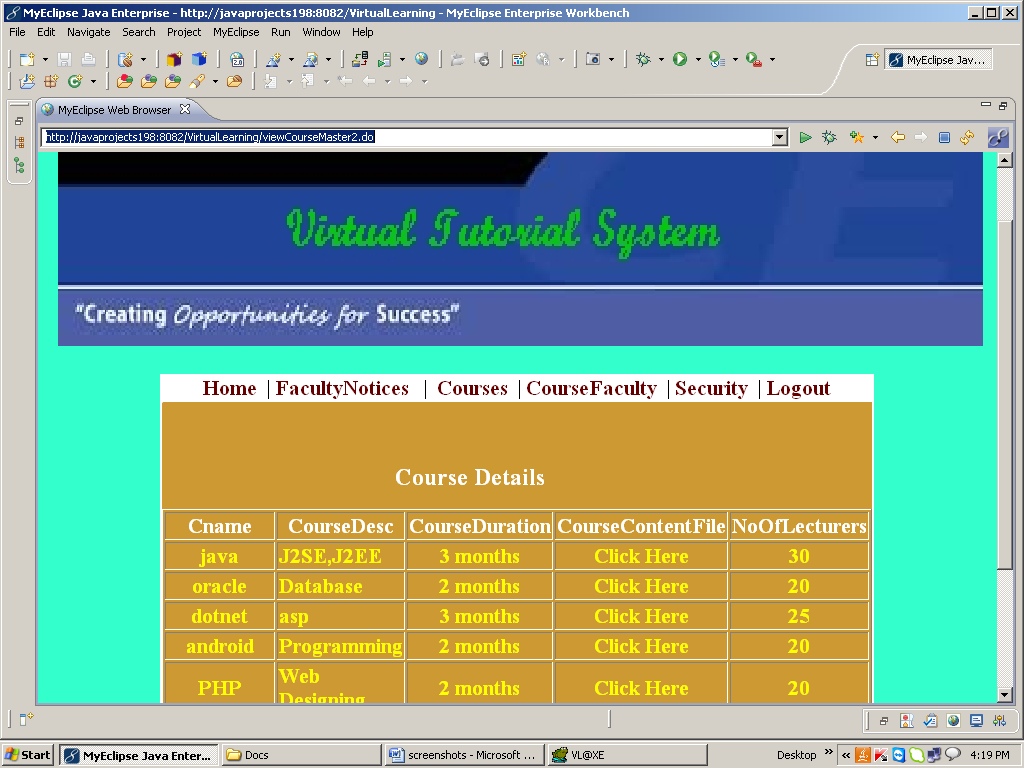 MyEclipse Java Enterprise - http://javaprojects198:8082/VirtualLearning - MyEclipse Enterprise Workbench
File Edit Navigate Search Project MyEclipse Run Window Help
2.0
MyEclipse Jav...
MyEclipse Web Browser
http://javaprojects198:8082/VirtualLearning/viewCourseMaster2.do
Virtual Tutorial System
"Creating Opportunities for Success"
Home | FacultyNotices | Courses | CourseFaculty | Security | Logout
Course Details
Cname CourseDesc CourseDuration CourseContentFile NoOfLecturers
java J2SE,J2EE 3 months Click Here 30
oracle Database 2 months Click Here 20
dotnet asp 3 months Click Here 25
android Programming 2 months Click Here 20
PHP Web Designing 2 months Click Here 20
Start MyEclipse Java Enter... Docs screenshots - Microsoft ... VL@XE Desktop » « 4:19 PM